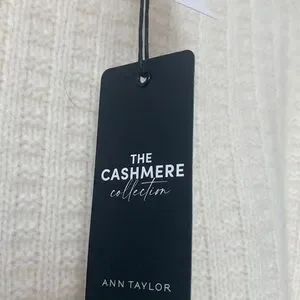 THE
CASHMERE
collection
ANN TAYLOR